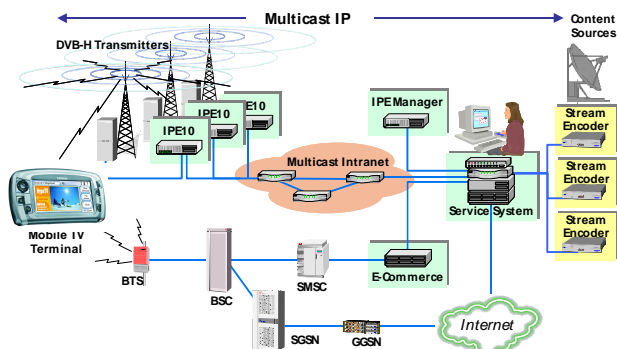 Multicast IP
Content
Sources
DVB-H Transmitters
IPE10
IPE10
IPE10
IPE Manager
Stream
Encoder
Multicast Intranet
Stream
Encoder
Service System
Stream
Encoder
Mobile TV
Terminal
BTS
BSC
SMSC
E-Commerce
SGSN
GGSN
Internet